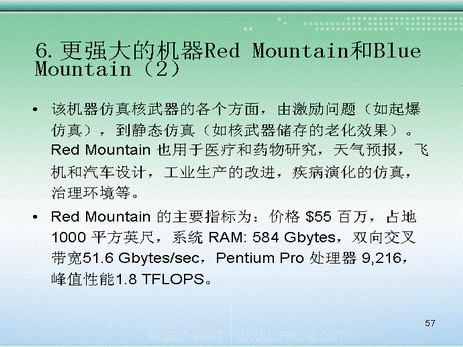 6.更强大的机器Red Mountain和Blue
Mountain（2）
• 该机器仿真核武器的各个方面，由激励问题（如起爆
仿真），到静态仿真（如核武器储存的老化效果）。
Red Mountain 也用于医疗和药物研究，天气预报，飞
机和汽车设计，工业生产的改进，疾病演化的仿真，
治理环境等。
• Red Mountain 的主要指标为：价格 $55 百万，占地
1000 平方英尺，系统 RAM: 584 Gbytes，双向交叉
带宽51.6 Gbytes/sec，Pentium Pro 处理器 9,216，
峰值性能1.8 TFLOPS。
57